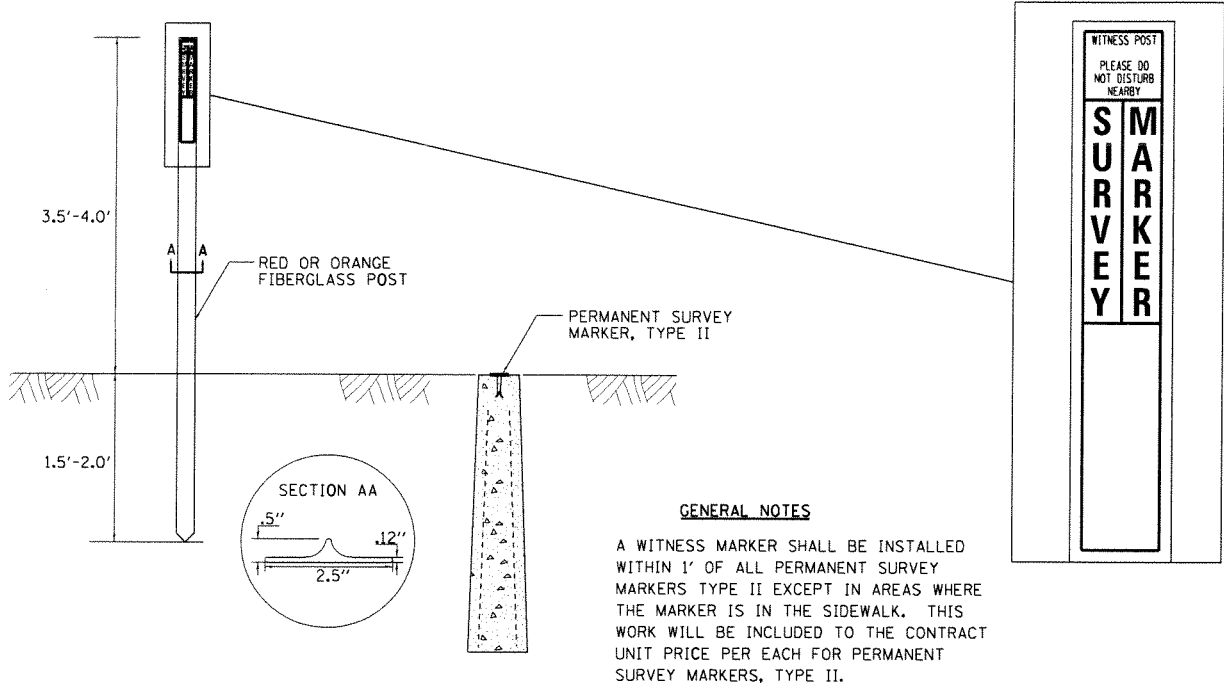 3.5'-4.0'
A A
RED OR ORANGE
FIBERGLASS POST
PERMANENT SURVEY
MARKER, TYPE II
1.5'-2.0'
SECTION AA
.5"
.12"
2.5"
GENERAL NOTES
A WITNESS MARKER SHALL BE INSTALLED
WITHIN 1' OF ALL PERMANENT SURVEY
MARKERS TYPE II EXCEPT IN AREAS WHERE
THE MARKER IS IN THE SIDEWALK. THIS
WORK WILL BE INCLUDED TO THE CONTRACT
UNIT PRICE PER EACH FOR PERMANENT
SURVEY MARKERS, TYPE II.
WITNESS POST
PLEASE DO
NOT DISTURB
NEARBY
SURVEY
MARKER